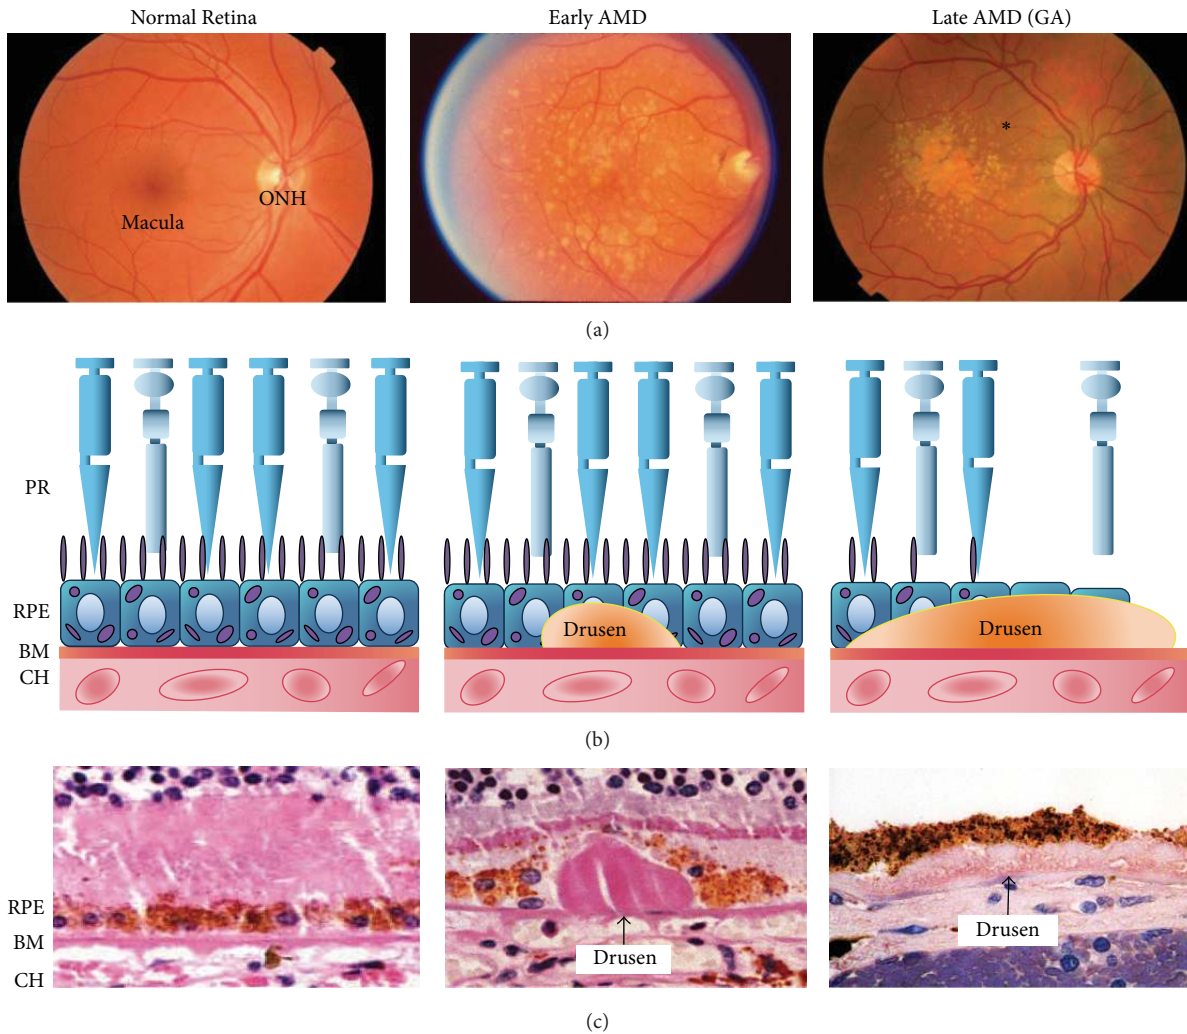 Normal Retina Early AMD Late AMD (GA)
*
ONH
Macula
(a)
PR
RPE
Drusen Drusen
BM
CH
(b)
RPE
Drusen Drusen
BM
CH
(c)